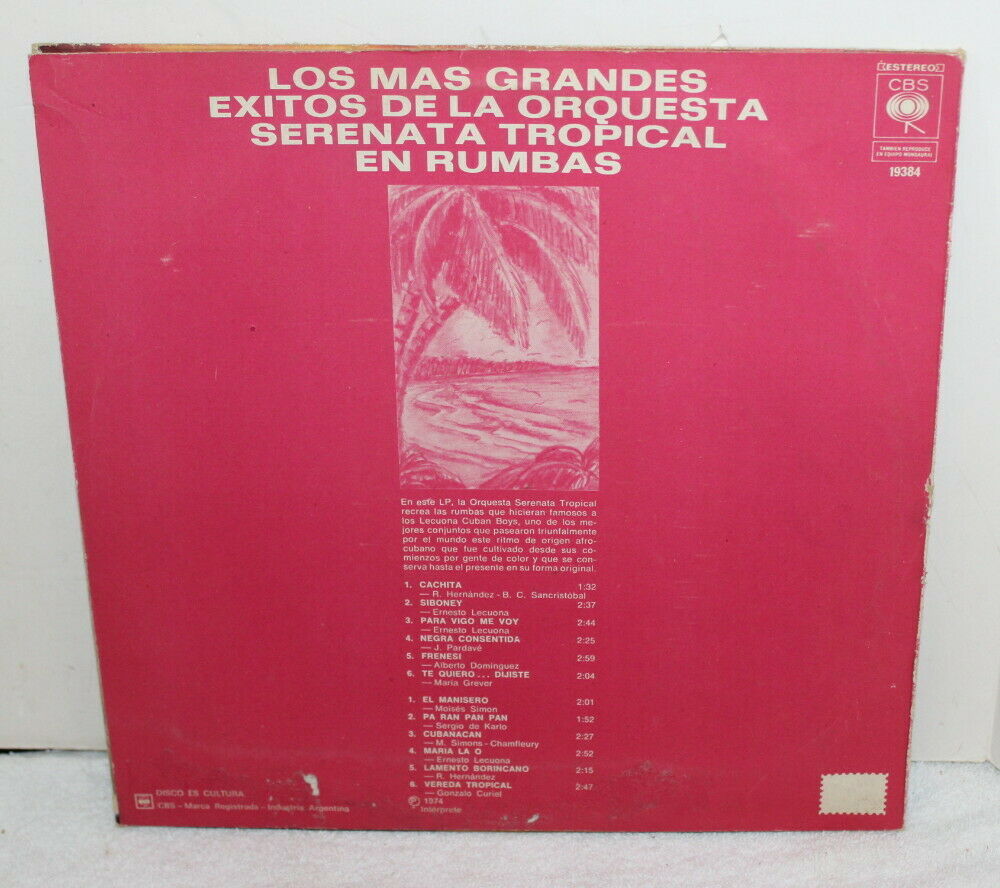 LOS MAS GRANDES
EXITOS DE LA ORQUESTA
SERENATA TROPICAL
EN RUMBAS
ESTEREO
CBS
TAMBIEN REPRODUCE
EN EQUIPO MONOAURAL
19384
En este LP, la Orquesta Serenata Tropical
recrea las rumbas que hicieran famosos a
los Lecuona Cuban Boys, uno de los me-
jores conjuntos que pasearon triunfalmente
por el mundo este ritmo de origen afro-
cubano que fue cultivado desde sus co-
mienzos por gente de color y que se con-
serva hasta el presente en su forma original.
1. CACHITA 1:32
— R. Hernández - B. C. Sancristóbal
2. SIBONEY 2:37
— Ernesto Lecuona
3. PARA VIGO ME VOY 2:44
— Ernesto Lecuona
4. NEGRA CONSENTIDA 2:25
— J. Pardavé
5. FRENESI 2:59
— Alberto Domínguez
6. TE QUIERO... DIJISTE 2:04
— María Grever
1. EL MANISERO 2:01
— Moisés Simon
2. PA RAN PAN PAN 1:52
— Sergio de Karlo
3. CUBANACAN 2:27
— M. Simons - Chamfleury
4. MARIA LA O 2:52
— Ernesto Lecuona
5. LAMENTO BORINCANO 2:15
— R. Hernández
6. VEREDA TROPICAL 2:47
— Gonzalo Curiel
Ⓟ 1974
Intérprete
DISCO ES CULTURA
CBS - Marca Registrada - Industria Argentina